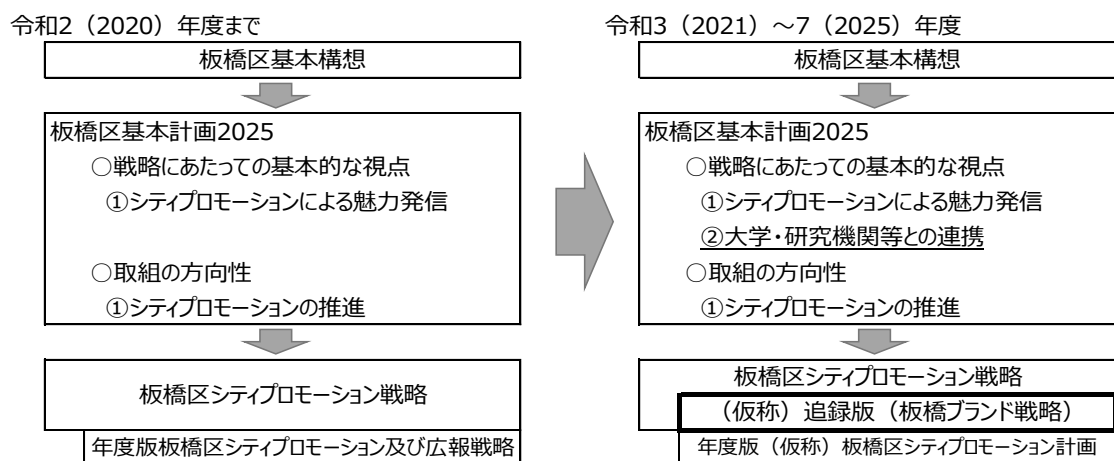 令和2（2020）年度まで
板橋区基本構想
板橋区基本計画2025
○戦略にあたっての基本的な視点
①シティプロモーションによる魅力発信
○取組の方向性
①シティプロモーションの推進
板橋区シティプロモーション戦略
年度版板橋区シティプロモーション及び広報戦略
令和3（2021）～7（2025）年度
板橋区基本構想
板橋区基本計画2025
○戦略にあたっての基本的な視点
①シティプロモーションによる魅力発信
②大学・研究機関等との連携
○取組の方向性
①シティプロモーションの推進
板橋区シティプロモーション戦略
（仮称）追録版（板橋ブランド戦略）
年度版（仮称）板橋区シティプロモーション計画